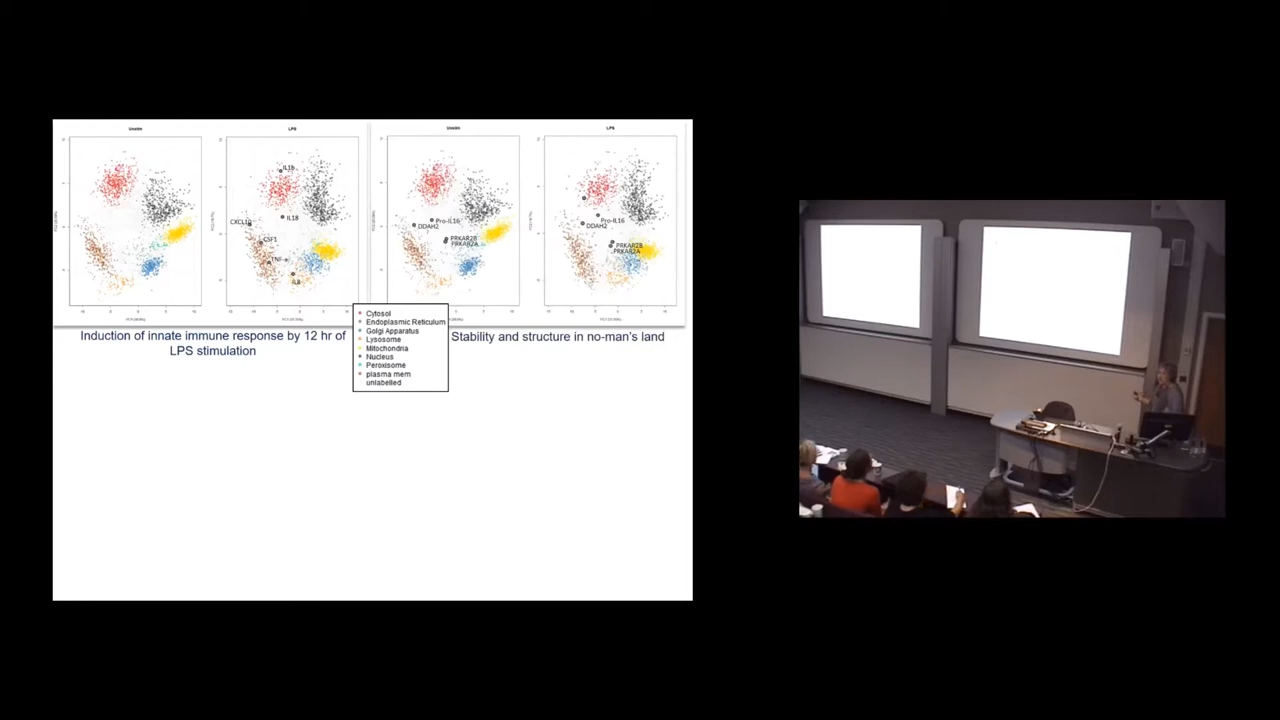 Unstim
LPS
Unstim
LPS
IL1b
IL18
CXCL10
CSF1
TNF-a
IL8
Pro-IL16
DDAH2
PRKAR2B
PRKAR2A
Pro-IL16
DDAH2
PRKAR2B
PRKAR2A
Cytosol
Endoplasmic Reticulum
Golgi Apparatus
Lysosome
Mitochondria
Nucleus
Peroxisome
plasma mem
unlabelled
Induction of innate immune response by 12 hr of
LPS stimulation
Stability and structure in no-man's land